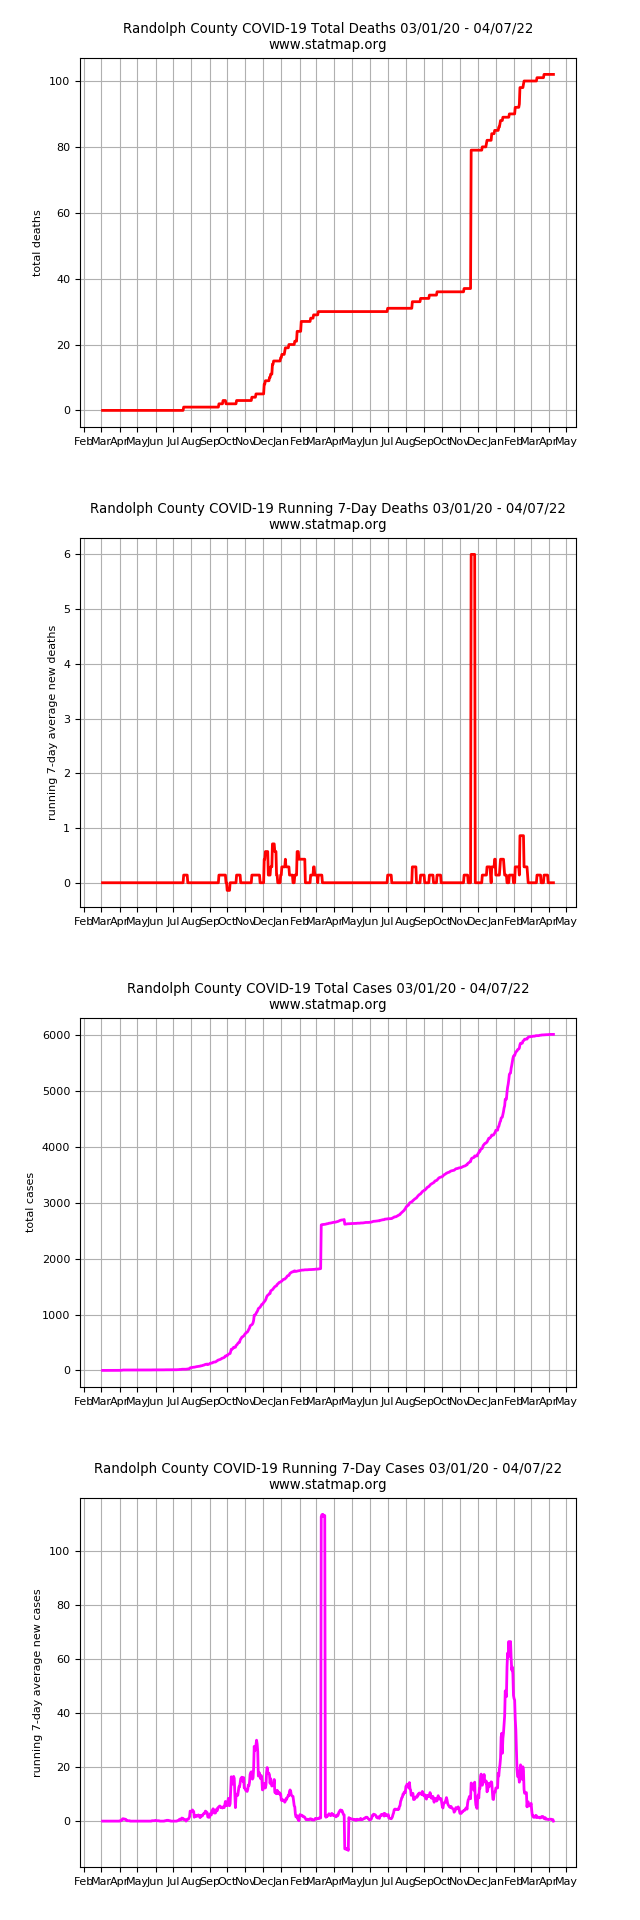 Randolph County COVID-19 Total Deaths 03/01/20 - 04/07/22
www.statmap.org
100
80
60
40
20
0
total deaths
Feb Mar Apr May Jun Jul Aug Sep Oct Nov Dec Jan Feb Mar Apr May Jun Jul Aug Sep Oct Nov Dec Jan Feb Mar Apr May
Randolph County COVID-19 Running 7-Day Deaths 03/01/20 - 04/07/22
www.statmap.org
6
5
4
3
2
1
0
running 7-day average new deaths
Feb Mar Apr May Jun Jul Aug Sep Oct Nov Dec Jan Feb Mar Apr May Jun Jul Aug Sep Oct Nov Dec Jan Feb Mar Apr May
Randolph County COVID-19 Total Cases 03/01/20 - 04/07/22
www.statmap.org
6000
5000
4000
3000
2000
1000
0
total cases
Feb Mar Apr May Jun Jul Aug Sep Oct Nov Dec Jan Feb Mar Apr May Jun Jul Aug Sep Oct Nov Dec Jan Feb Mar Apr May
Randolph County COVID-19 Running 7-Day Cases 03/01/20 - 04/07/22
www.statmap.org
100
80
60
40
20
0
running 7-day average new cases
Feb Mar Apr May Jun Jul Aug Sep Oct Nov Dec Jan Feb Mar Apr May Jun Jul Aug Sep Oct Nov Dec Jan Feb Mar Apr May